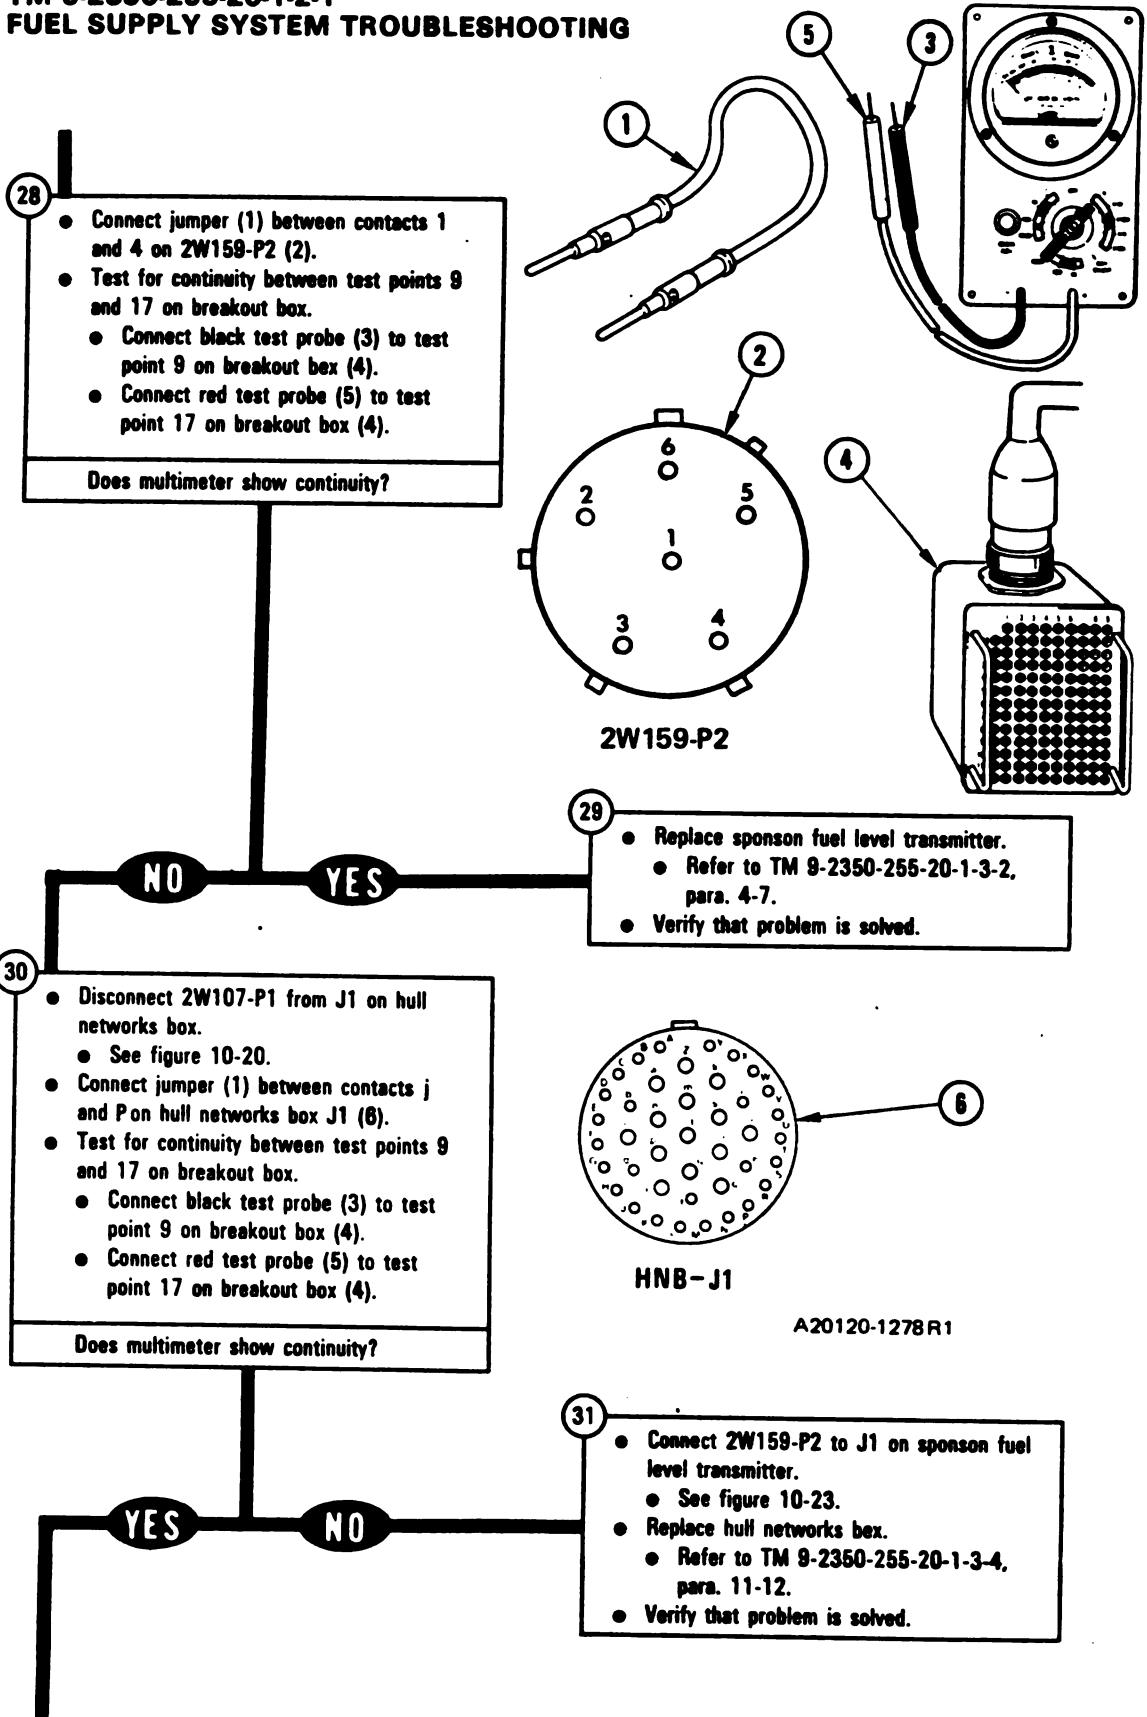 FUEL SUPPLY SYSTEM TROUBLESHOOTING
5
3
1
28
● Connect jumper (1) between contacts 1
and 4 on 2W159-P2 (2).
● Test for continuity between test points 9
and 17 on breakout box.
● Connect black test probe (3) to test
point 9 on breakout bex (4).
● Connect red test probe (5) to test
point 17 on breakout box (4).
Does multimeter show continuity?
2
4
6
2
5
1
3
4
2W159-P2
NO
YES
29
● Replace sponson fuel level transmitter.
● Refer to TM 9-2350-255-20-1-3-2,
para. 4-7.
● Verify that problem is solved.
30
● Disconnect 2W107-P1 from J1 on hull
networks box.
● See figure 10-20.
● Connect jumper (1) between contacts j
and P on hull networks box J1 (6).
● Test for continuity between test points 9
and 17 on breakout box.
● Connect black test probe (3) to test
point 9 on breakout box (4).
● Connect red test probe (5) to test
point 17 on breakout box (4).
Does multimeter show continuity?
6
HNB-J1
A20120-1278R1
YES
NO
31
● Connect 2W159-P2 to J1 on sponson fuel
level transmitter.
● See figure 10-23.
● Replace hull networks bex.
● Refer to TM 9-2350-255-20-1-3-4,
para. 11-12.
● Verify that problem is solved.